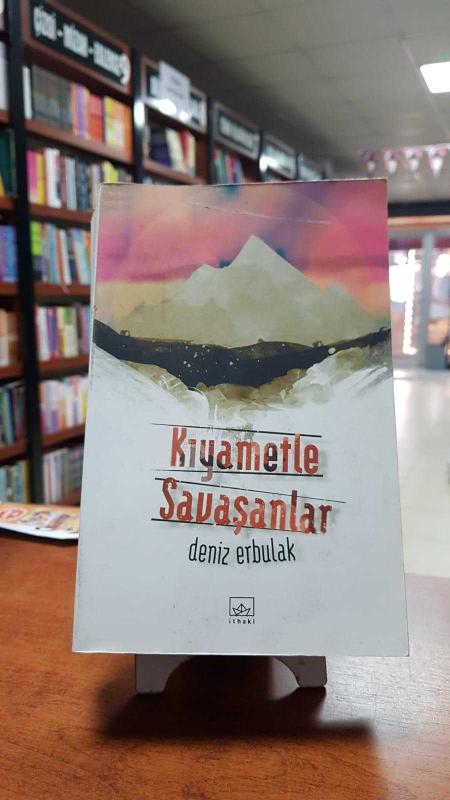 Kıyametle
Savaşanlar
deniz erbulak
ithaki